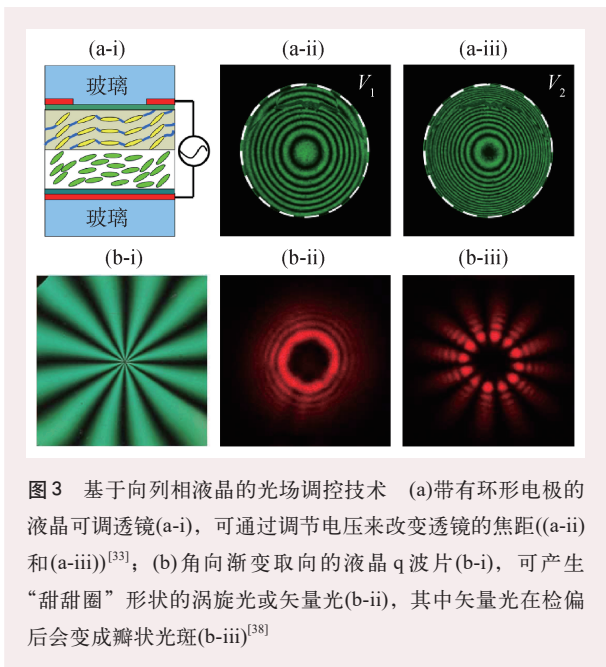 (a-i)
(a-ii)
(a-iii)
玻璃
V₁
V₂
玻璃
(b-i)
(b-ii)
(b-iii)
图3 基于向列相液晶的光场调控技术 (a)带有环形电极的
液晶可调透镜(a-i)，可通过调节电压来改变透镜的焦距((a-ii)
和(a-iii))[33]；(b)角向渐变取向的液晶 q 波片(b-i)，可产生
“甜甜圈”形状的涡旋光或矢量光(b-ii)，其中矢量光在检偏
后会变成瓣状光斑(b-iii)[38]